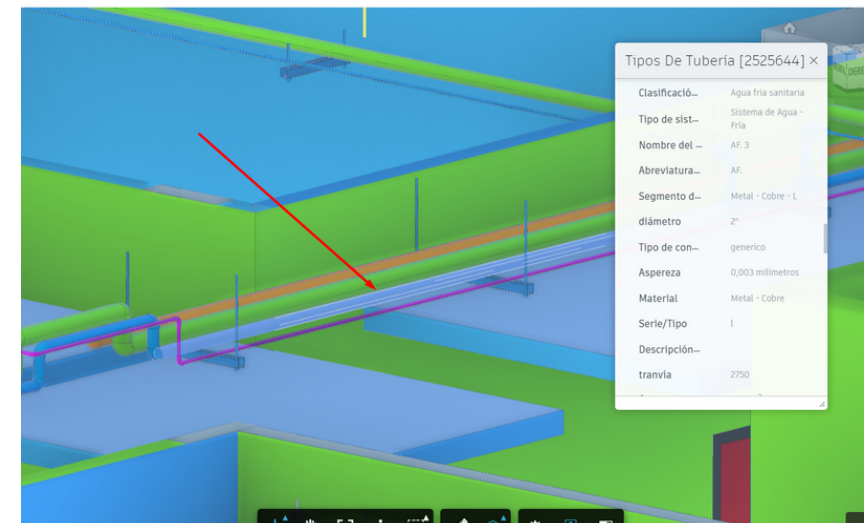 Tipos De Tubería [2525644] ×
Clasificació... Agua fría sanitaria
Tipo de sist... Sistema de Agua -
Fría
Nombre del ... AF. 3
Abreviatura... AF.
Segmento d... Metal - Cobre - L
diámetro 2"
Tipo de con... generico
Aspereza 0,003 milímetros
Material Metal - Cobre
Serie/Tipo l
Descripción...
tranvía 2750